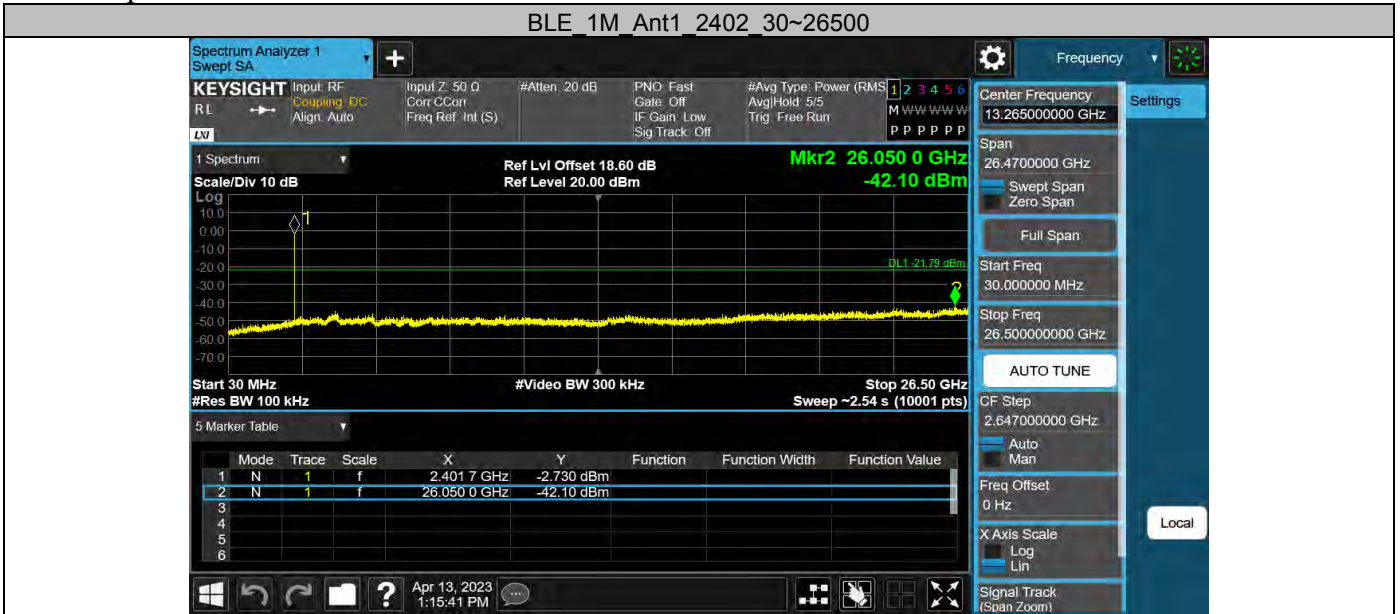 BLE_1M_Ant1_2402_30~26500
Spectrum Analyzer 1
Swept SA
+
Frequency
KEYSIGHT
RL
LXI
Input: RF
Coupling: DC
Align: Auto
Input Z: 50 Ω
Corr CCorr
Freq Ref: Int (S)
#Atten: 20 dB
PNO: Fast
Gate: Off
IF Gain: Low
Sig Track: Off
#Avg Type: Power (RMS
Avg|Hold: 5/5
Trig: Free Run
1 2 3 4 5 6
M W W W W W
P P P P P P
1 Spectrum
Scale/Div 10 dB
Ref Lvl Offset 18.60 dB
Ref Level 20.00 dBm
Mkr2 26.050 0 GHz
-42.10 dBm
Log
10.0
0.00
-10.0
-20.0
-30.0
-40.0
-50.0
-60.0
-70.0
1
DL1 -21.79 dBm
2
Start 30 MHz
#Video BW 300 kHz
Stop 26.50 GHz
#Res BW 100 kHz
Sweep ~2.54 s (10001 pts)
5 Marker Table
Mode Trace Scale X Y Function Function Width Function Value
1 N 1 f 2.401 7 GHz -2.730 dBm
2 N 1 f 26.050 0 GHz -42.10 dBm
3
4
5
6
?
Apr 13, 2023
1:15:41 PM
Center Frequency
13.265000000 GHz
Span
26.4700000 GHz
Swept Span
Zero Span
Full Span
Start Freq
30.000000 MHz
Stop Freq
26.500000000 GHz
AUTO TUNE
CF Step
2.647000000 GHz
Auto
Man
Freq Offset
0 Hz
X Axis Scale
Log
Lin
Signal Track
(Span Zoom)
Settings
Local